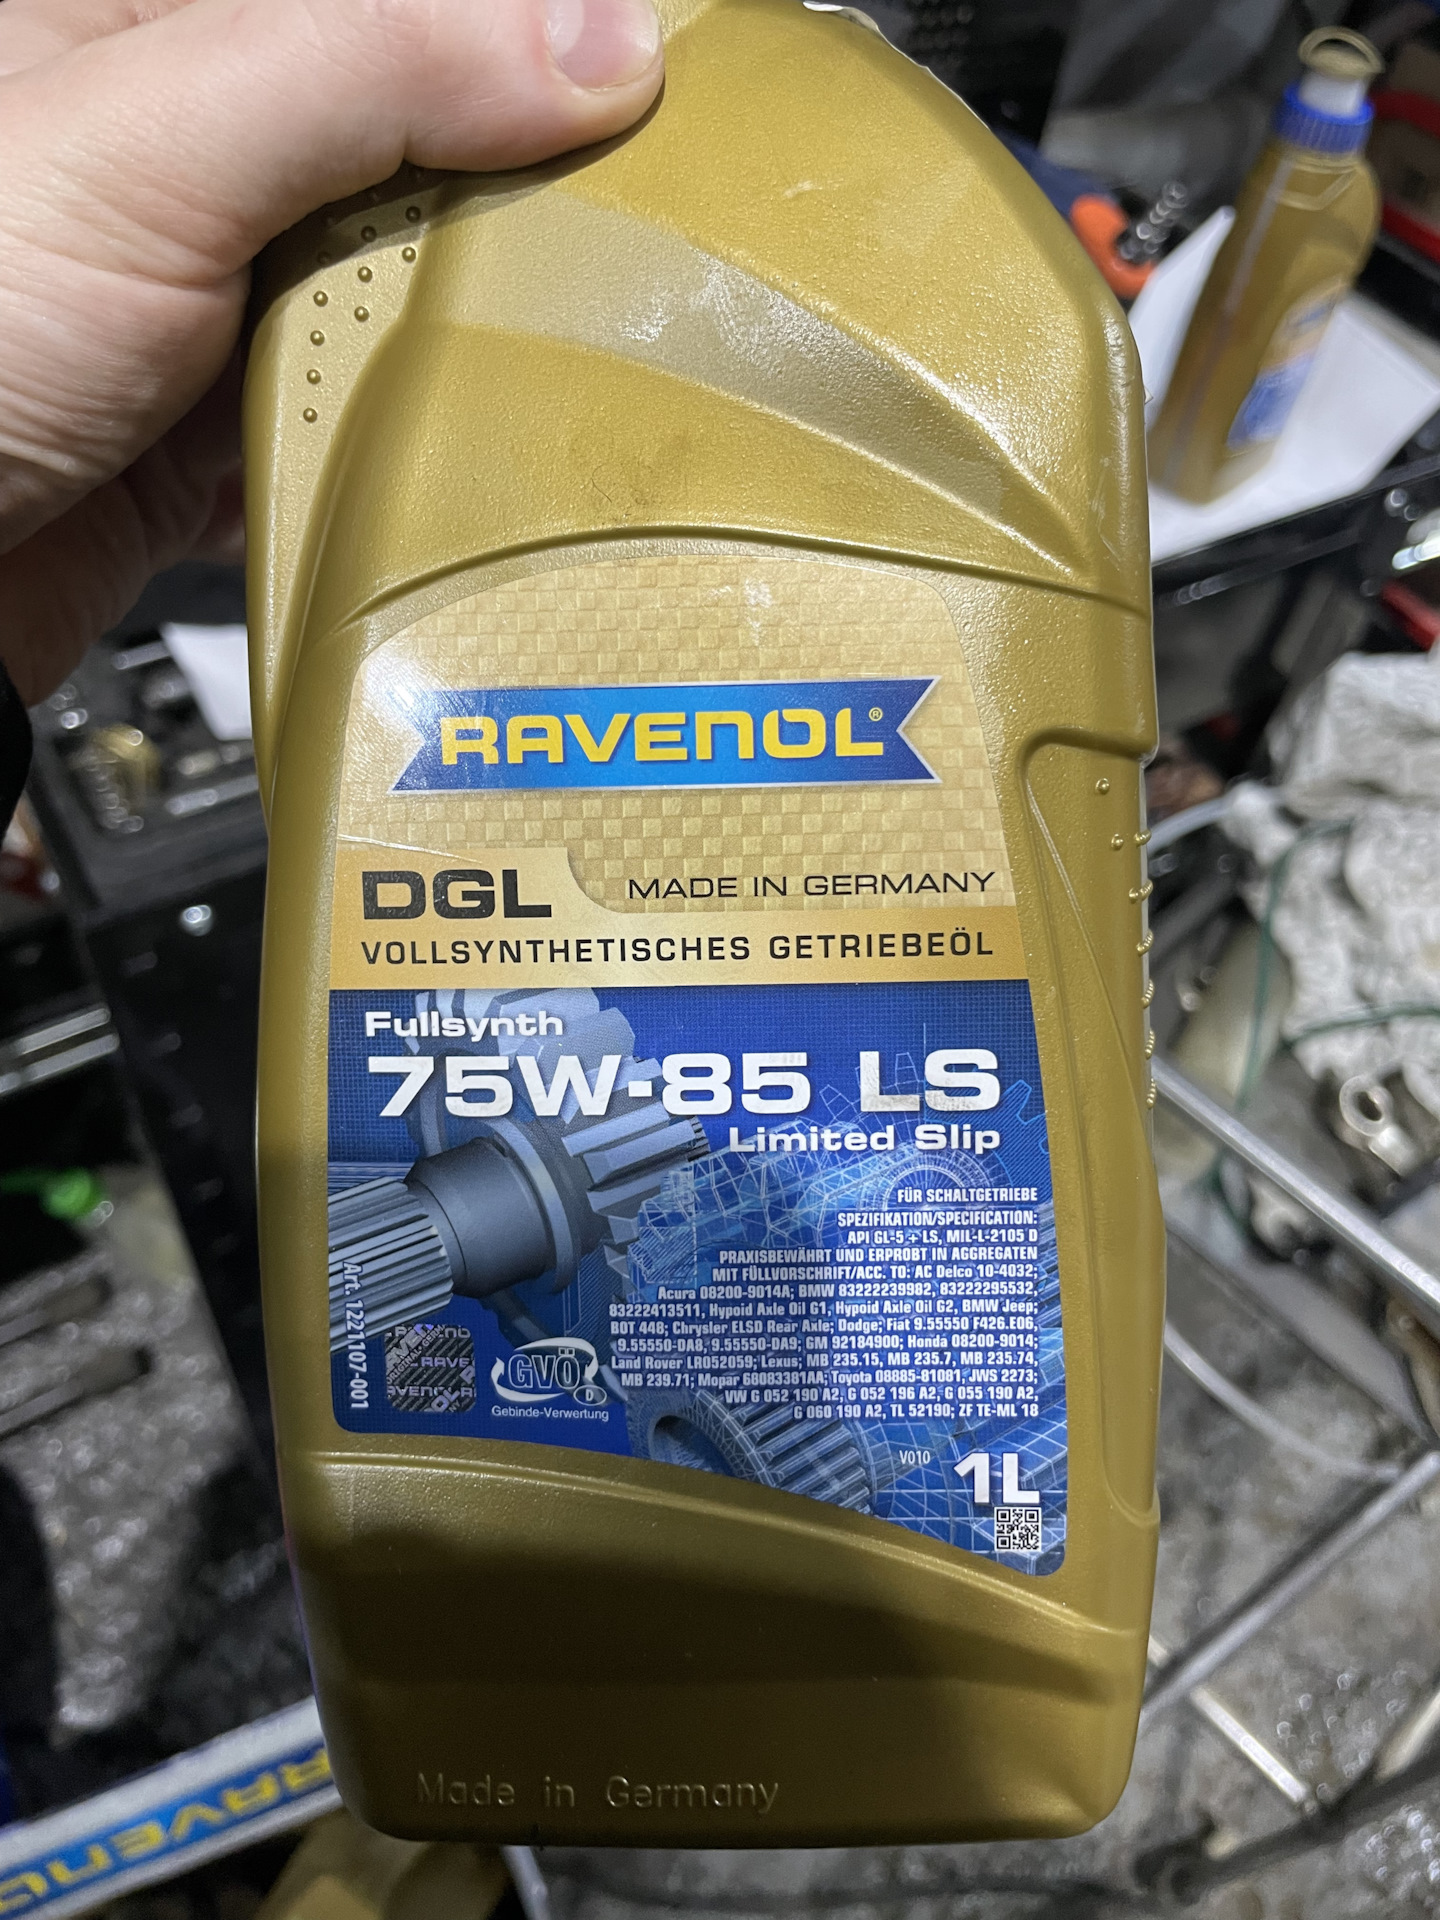 RAVENOL®
DGL
MADE IN GERMANY
VOLLSYNTHETISCHES GETRIEBEÖL
Fullsynth
75W-85 LS
Limited Slip
FÜR SCHALTGETRIEBE
SPEZIFIKATION/SPECIFICATION:
API GL-5 + LS, MIL-L-2105 D
PRAXISBEWÄHRT UND ERPROBT IN AGGREGATEN
MIT FÜLLVORSCHRIFT/ACC. TO: AC Delco 10-4032;
Acura 08200-9014A; BMW 83222239982, 83222295532,
83222413511, Hypoid Axle Oil G1, Hypoid Axle Oil G2, BMW Jeep;
BOT 448; Chrysler ELSD Rear Axle; Dodge; Fiat 9.55550 F426.E06,
9.55550-DA8, 9.55550-DA9; GM 92184900; Honda 08200-9014;
Land Rover LR052059; Lexus; MB 235.15, MB 235.7, MB 235.74,
MB 239.71; Mopar 68083381AA; Toyota 08885-81081, JWS 2273;
VW G 052 190 A2, G 052 196 A2, G 055 190 A2,
G 060 190 A2, TL 52190; ZF TE-ML 18
Art. 1221107-001
GVÖ
D
Gebinde-Verwertung
V010
1L
Made in Germany
RAVENO